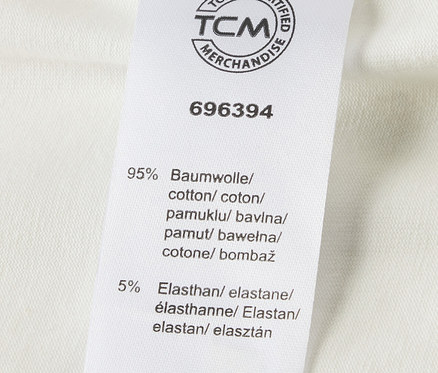 TCM
CERTIFIED
MERCHANDISE
696394
95% Baumwolle/
cotton/ coton/
pamuklu/ bavlna/
pamut/ bawełna/
cotone/ bombaž
5% Elasthan/ elastane/
élasthanne/ Elastan/
elastan/ elasztán